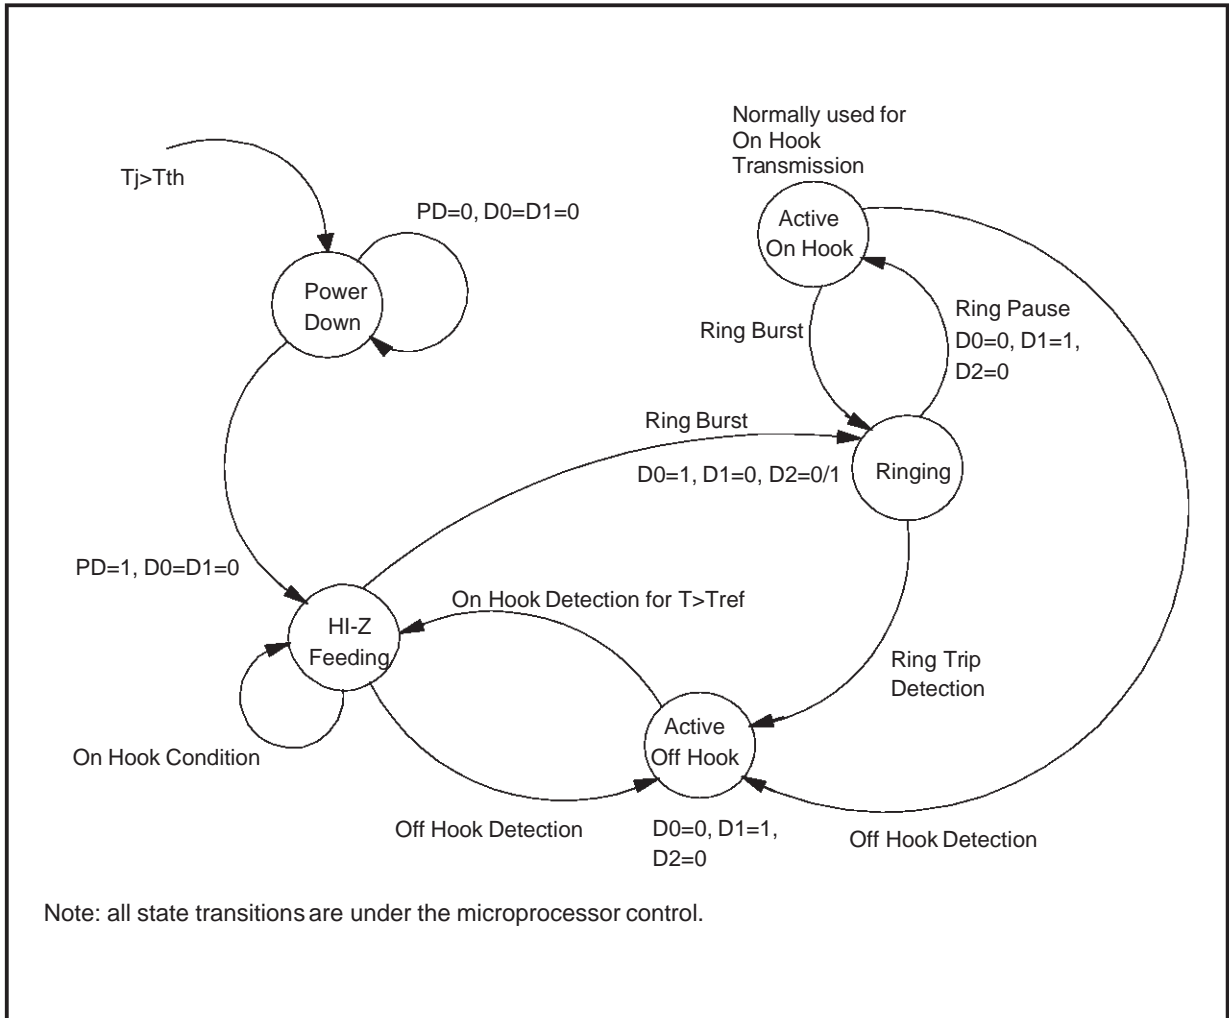 Normally used for
On Hook
Transmission
Tj>Tth
PD=0, D0=D1=0
Active
On Hook
Power
Down
Ring Burst
Ring Pause
D0=0, D1=1,
D2=0
Ring Burst
D0=1, D1=0, D2=0/1
Ringing
PD=1, D0=D1=0
On Hook Detection for T>Tref
HI-Z
Feeding
Ring Trip
Detection
Active
Off Hook
On Hook Condition
Off Hook Detection
D0=0, D1=1,
D2=0
Off Hook Detection
Note: all state transitions are under the microprocessor control.